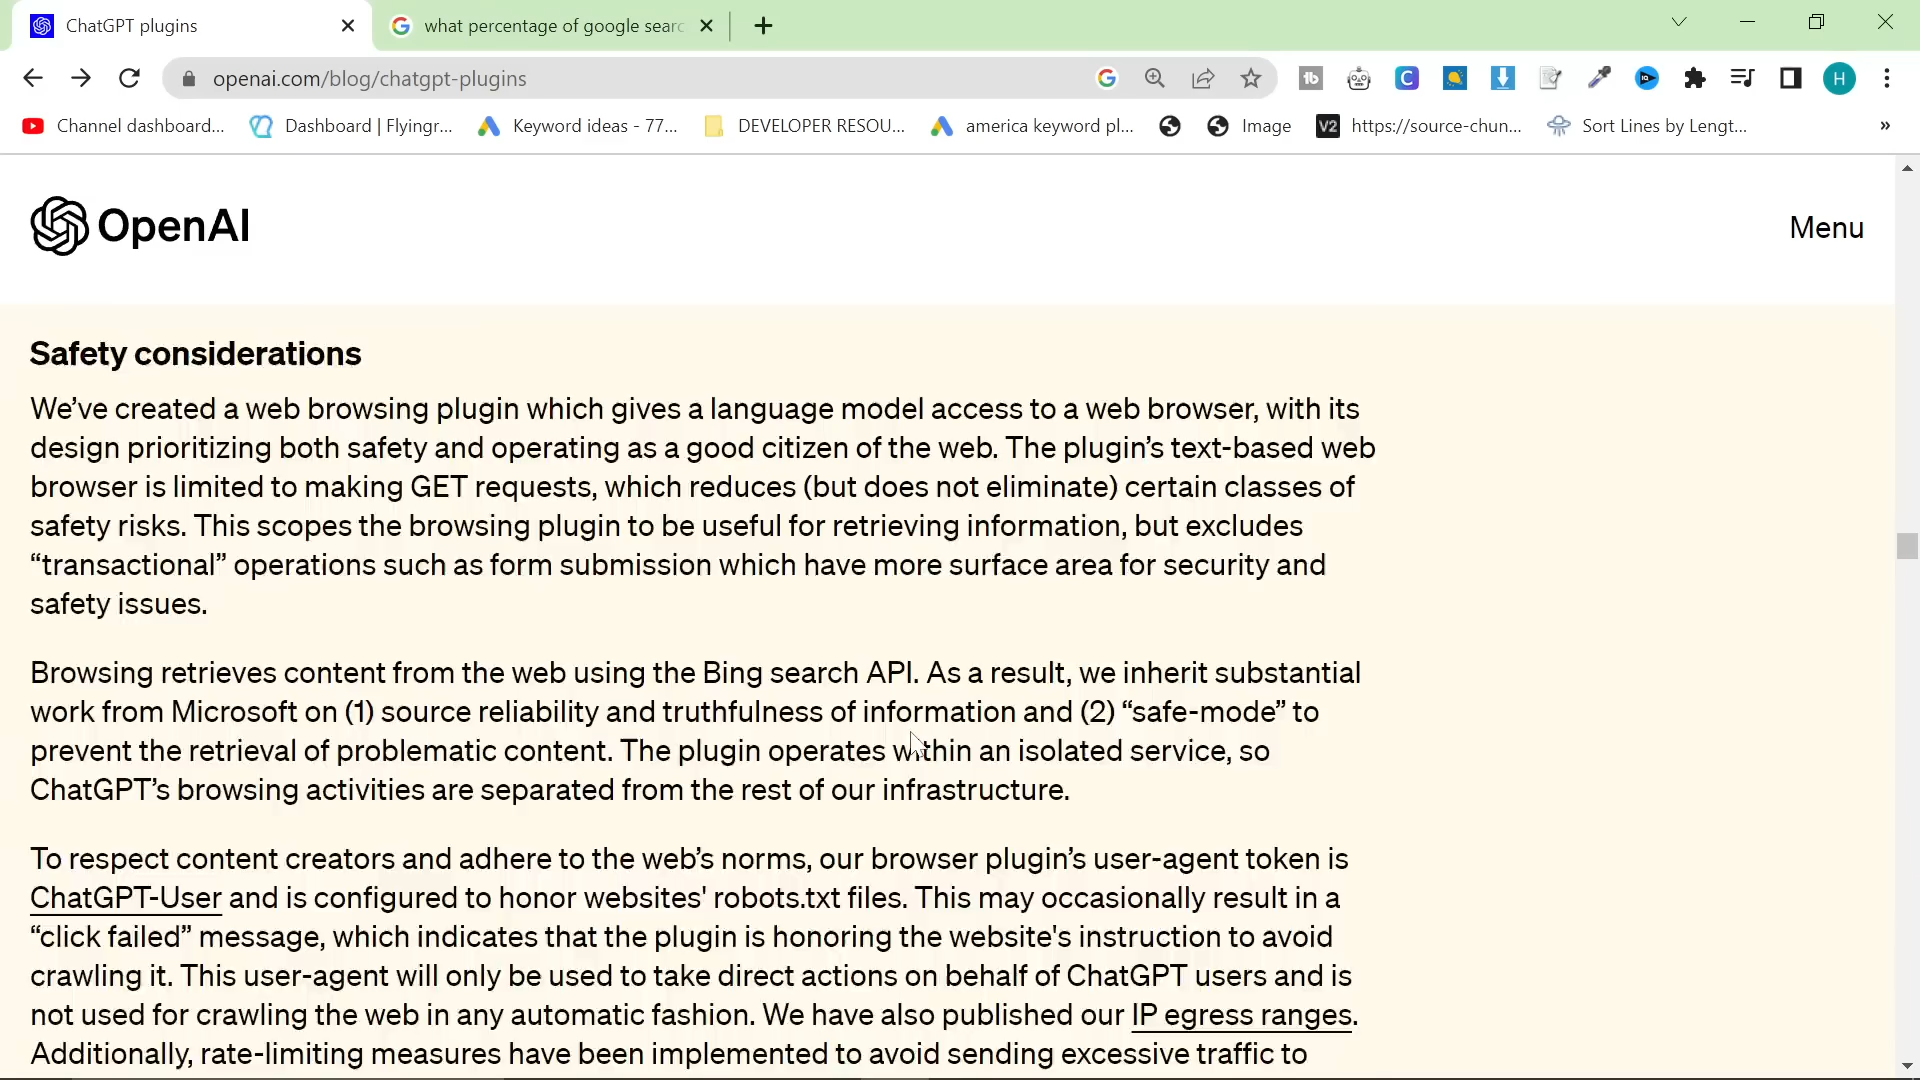 ChatGPT plugins
what percentage of google searc
openai.com/blog/chatgpt-plugins
H
Channel dashboard...
Dashboard | Flyingr...
Keyword ideas - 77...
DEVELOPER RESOU...
america keyword pl...
Image
V2
https://source-chun...
Sort Lines by Lengt...
»
OpenAI
Menu
Safety considerations
We’ve created a web browsing plugin which gives a language model access to a web browser, with its
design prioritizing both safety and operating as a good citizen of the web. The plugin’s text-based web
browser is limited to making GET requests, which reduces (but does not eliminate) certain classes of
safety risks. This scopes the browsing plugin to be useful for retrieving information, but excludes
“transactional” operations such as form submission which have more surface area for security and
safety issues.
Browsing retrieves content from the web using the Bing search API. As a result, we inherit substantial
work from Microsoft on (1) source reliability and truthfulness of information and (2) “safe-mode” to
prevent the retrieval of problematic content. The plugin operates within an isolated service, so
ChatGPT’s browsing activities are separated from the rest of our infrastructure.
To respect content creators and adhere to the web’s norms, our browser plugin’s user-agent token is
ChatGPT-User and is configured to honor websites' robots.txt files. This may occasionally result in a
“click failed” message, which indicates that the plugin is honoring the website's instruction to avoid
crawling it. This user-agent will only be used to take direct actions on behalf of ChatGPT users and is
not used for crawling the web in any automatic fashion. We have also published our IP egress ranges.
Additionally, rate-limiting measures have been implemented to avoid sending excessive traffic to